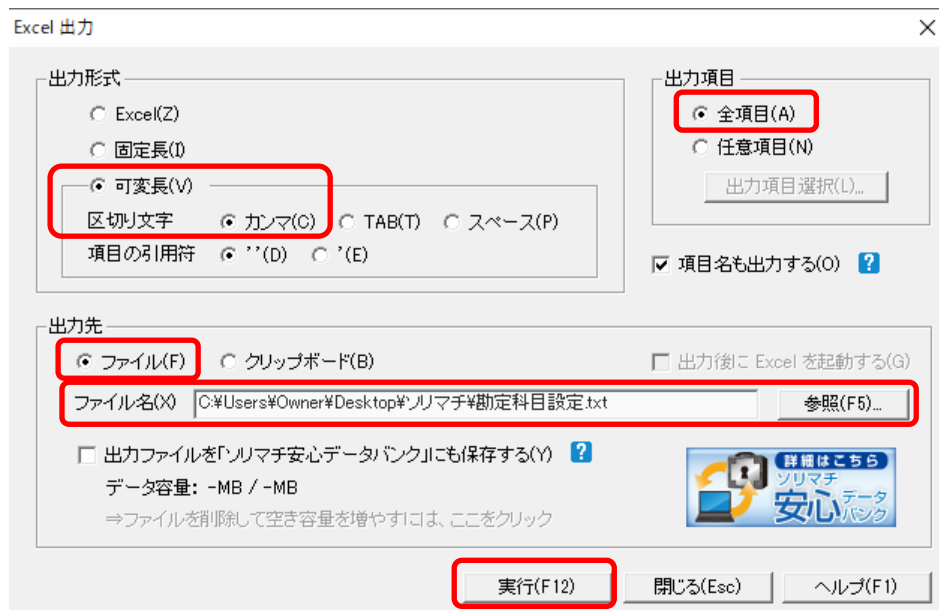 Excel 出力
出力形式
Excel(Z)
固定長(I)
可変長(V)
区切り文字 カンマ(C) TAB(T) スペース(P)
項目の引用符 ’’(D) ’(E)
出力項目
全項目(A)
任意項目(N)
出力項目選択(L)...
項目名も出力する(O) ?
出力先
ファイル(F) クリップボード(B) 出力後に Excel を起動する(G)
ファイル名(X) C:¥Users¥Owner¥Desktop¥ソリマチ¥勘定科目設定.txt 参照(F5)...
出力ファイルを「ソリマチ安心データバンク」にも保存する(Y) ?
データ容量: -MB / -MB
⇒ファイルを削除して空き容量を増やすには、ここをクリック
詳細はこちら
ソリマチ
安心データバンク
実行(F12) 閉じる(Esc) ヘルプ(F1)